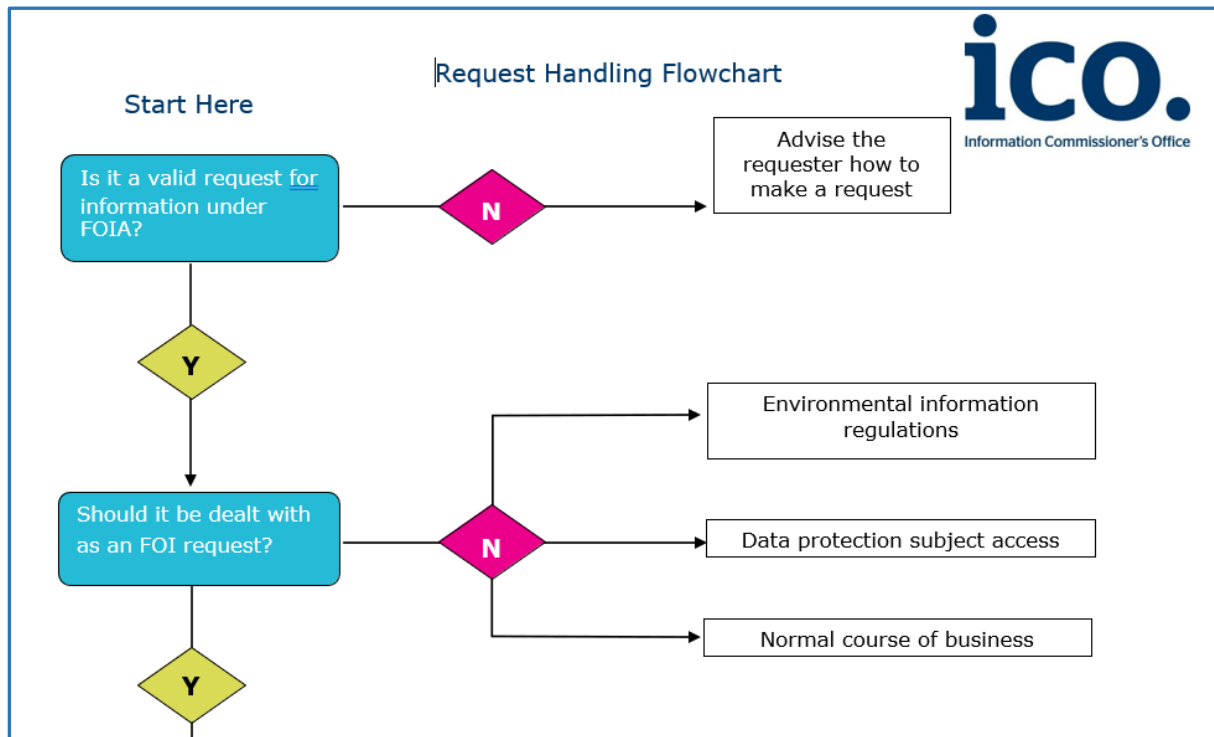 Request Handling Flowchart
ico.
Information Commissioner's Office
Start Here
Is it a valid request for
information under
FOIA?
N
Advise the
requester how to
make a request
Y
Should it be dealt with
as an FOI request?
N
Environmental information
regulations
Data protection subject access
Normal course of business
Y